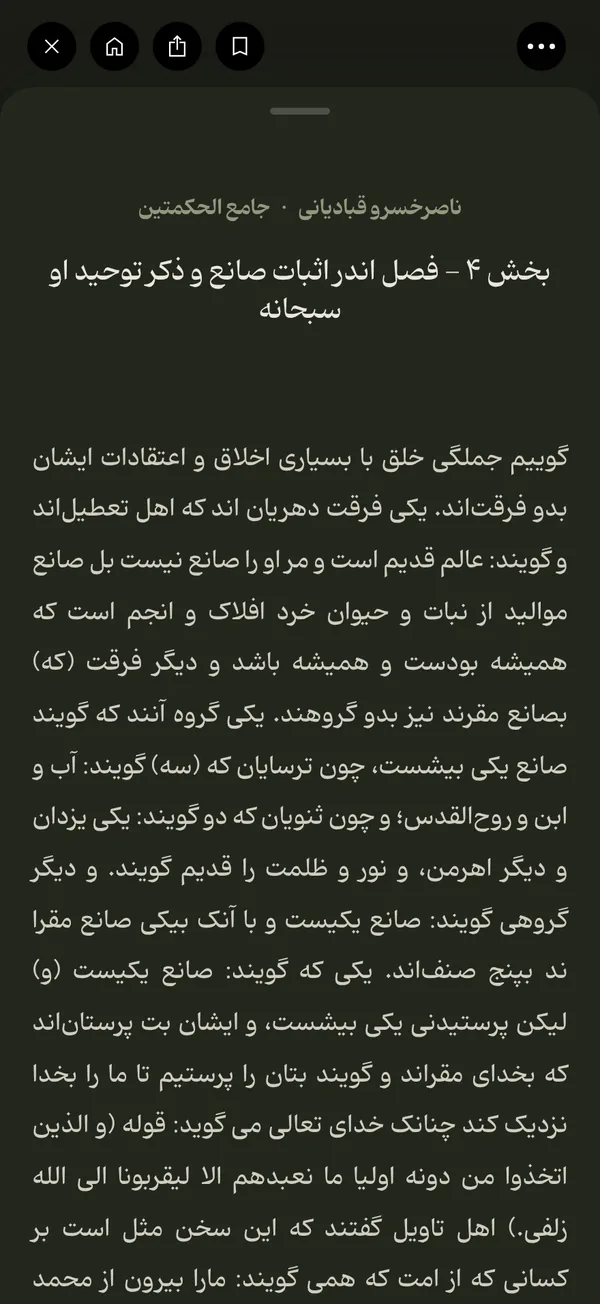 ناصرخسرو قبادیانی · جامع الحکمتین
بخش ۴ – فصل اندر اثبات صانع و ذکر توحید او
سبحانه
گوییم جملگی خلق با بسیاری اخلاق و اعتقادات ایشان
بدو فرقت‌اند. یکی فرقت دهریان اند که اهل تعطیل‌اند
و گویند: عالم قدیم است و مر او را صانع نیست بل صانع
موالید از نبات و حیوان خرد افلاک و انجم است که
همیشه بودست و همیشه باشد و دیگر فرقت (که)
بصانع مقرند نیز بدو گروهند. یکی گروه آنند که گویند
صانع یکی بیشست، چون ترسایان که (سه) گویند: آب و
ابن و روح‌القدس؛ و چون ثنویان که دو گویند: یکی یزدان
و دیگر اهرمن، و نور و ظلمت را قدیم گویند. و دیگر
گروهی گویند: صانع یکیست و با آنک بیکی صانع مقرا
ند بپنج صنف‌اند. یکی که گویند: صانع یکیست (و)
لیکن پرستیدنی یکی بیشست، و ایشان بت پرستان‌اند
که بخدای مقراند و گویند بتان را پرستیم تا ما را بخدا
نزدیک کند چنانک خدای تعالی می گوید: قوله (و الذین
اتخذوا من دونه اولیا ما نعبدهم الا لیقربونا الی الله
زلفی.) اهل تاویل گفتند که این سخن مثل است بر
کسانی که از امت که همی گویند: مارا بیرون از محمد